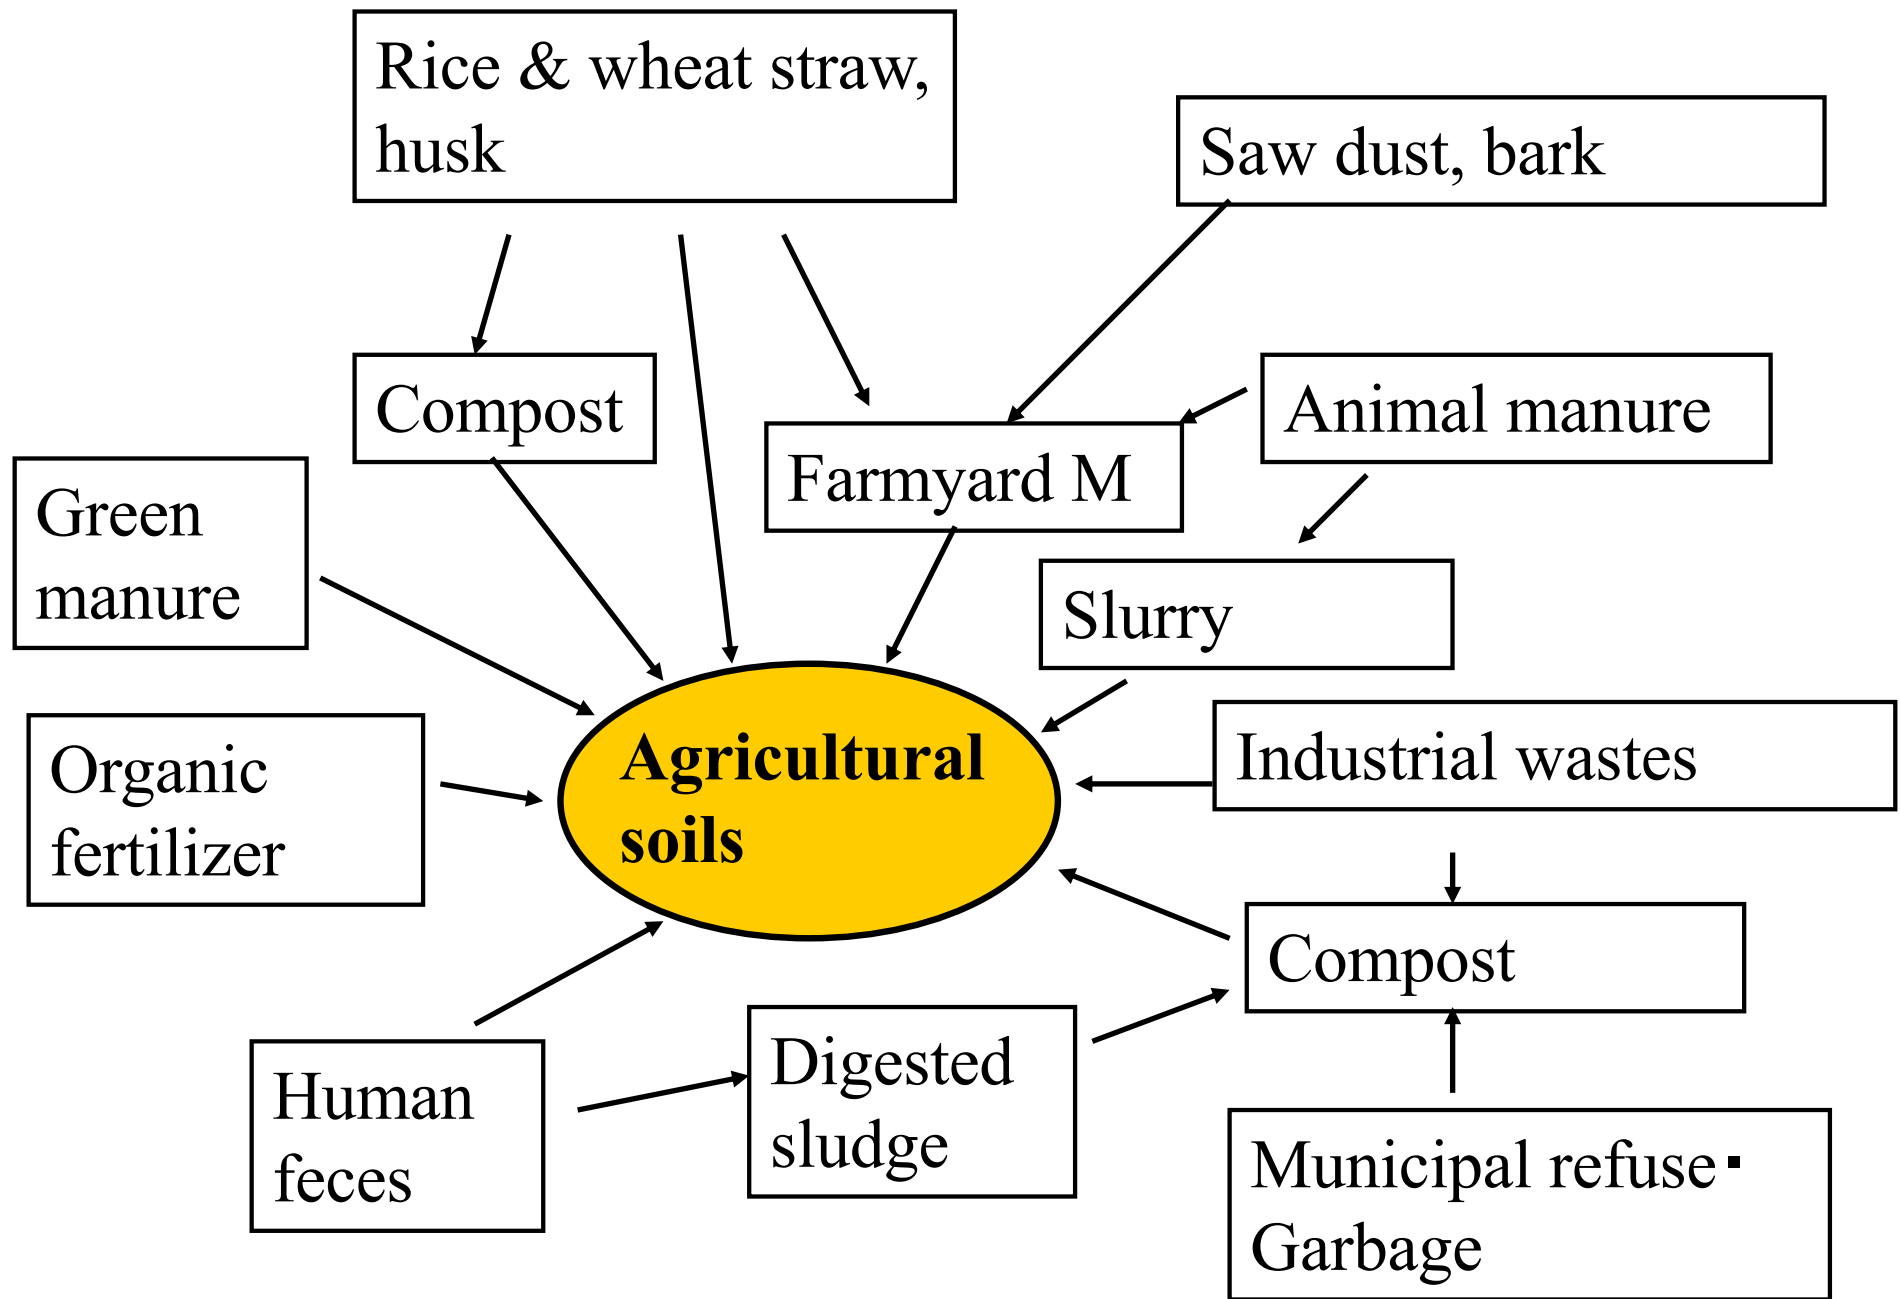 Rice & wheat straw,
husk
Saw dust, bark
Compost
Animal manure
Farmyard M
Green
manure
Slurry
Organic
fertilizer
Agricultural
soils
Industrial wastes
Compost
Human
feces
Digested
sludge
Municipal refuse・
Garbage